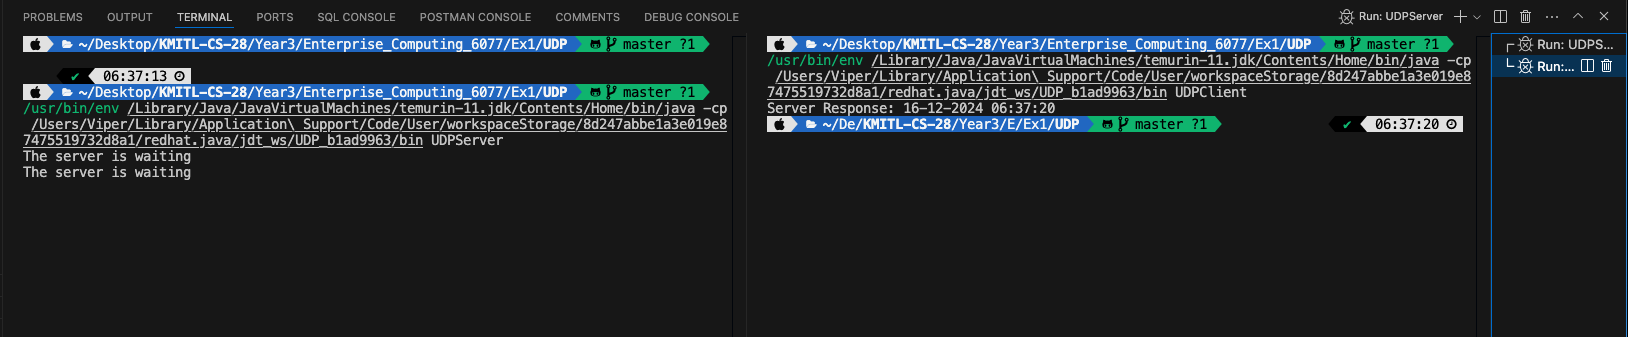 PROBLEMS OUTPUT TERMINAL PORTS SQL CONSOLE POSTMAN CONSOLE COMMENTS DEBUG CONSOLE Run: UDPServer
~/Desktop/KMITL-CS-28/Year3/Enterprise_Computing_6077/Ex1/UDP master ?1
✔ 06:37:13
~/Desktop/KMITL-CS-28/Year3/Enterprise_Computing_6077/Ex1/UDP master ?1
/usr/bin/env /Library/Java/JavaVirtualMachines/temurin-11.jdk/Contents/Home/bin/java -cp
/Users/Viper/Library/Application\ Support/Code/User/workspaceStorage/8d247abbe1a3e019e8
7475519732d8a1/redhat.java/jdt_ws/UDP_b1ad9963/bin UDPServer
The server is waiting
The server is waiting
~/Desktop/KMITL-CS-28/Year3/Enterprise_Computing_6077/Ex1/UDP master ?1
/usr/bin/env /Library/Java/JavaVirtualMachines/temurin-11.jdk/Contents/Home/bin/java -cp
/Users/Viper/Library/Application\ Support/Code/User/workspaceStorage/8d247abbe1a3e019e8
7475519732d8a1/redhat.java/jdt_ws/UDP_b1ad9963/bin UDPClient
Server Response: 16-12-2024 06:37:20
~/De/KMITL-CS-28/Year3/E/Ex1/UDP master ?1 ✔ 06:37:20
Run: UDPS...
Run:...